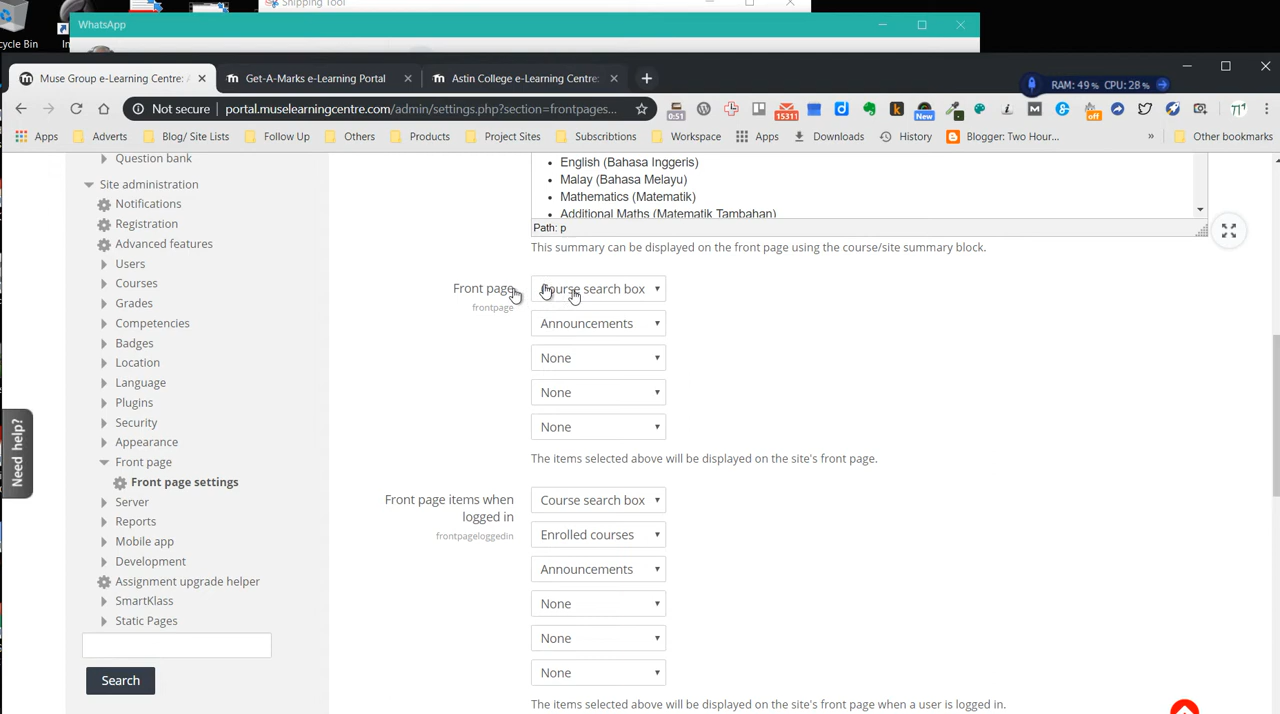 Snipping Tool
cycle Bin
In
WhatsApp
Muse Group e-Learning Centre: A
Get-A-Marks e-Learning Portal
Astin College e-Learning Centre:
RAM: 49% CPU: 28%
Not secure
portal.muselearningcentre.com/admin/settings.php?section=frontpages...
0:51
15311
New
off
Apps
Adverts
Blog/ Site Lists
Follow Up
Others
Products
Project Sites
Subscribtions
Workspace
Apps
Downloads
History
Blogger: Two Hour...
»
Other bookmarks
Question bank
Site administration
Notifications
Registration
Advanced features
Users
Courses
Grades
Competencies
Badges
Location
Language
Plugins
Security
Appearance
Front page
Front page settings
Server
Reports
Mobile app
Development
Assignment upgrade helper
SmartKlass
Static Pages
Search
Need help?
English (Bahasa Inggeris)
Malay (Bahasa Melayu)
Mathematics (Matematik)
Additional Maths (Matematik Tambahan)
Path: p
This summary can be displayed on the front page using the course/site summary block.
Front page
frontpage
Course search box
Announcements
None
None
None
The items selected above will be displayed on the site's front page.
Front page items when
logged in
frontpageloggedin
Course search box
Enrolled courses
Announcements
None
None
None
The items selected above will be displayed on the site's front page when a user is logged in.